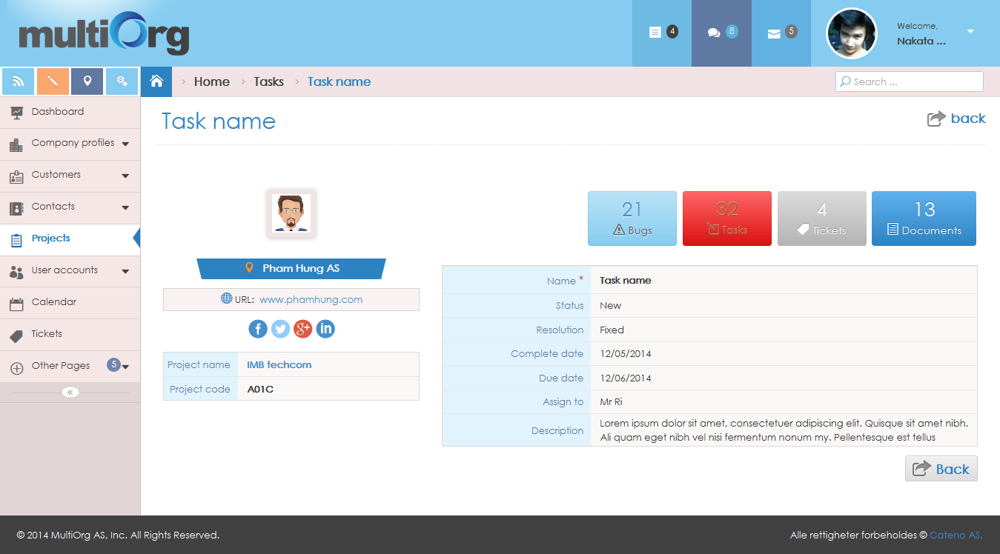 multiOrg
4
8
5
Welcome,
Nakata ...
Home
Tasks
Task name
Search ...
Dashboard
Company profiles
Customers
Contacts
Projects
User accounts
Calendar
Tickets
Other Pages 5
«
Task name
back
Pham Hung AS
URL: www.phamhung.com
f g+ in
Project name IMB techcom
Project code A01C
21
Bugs
32
Tasks
4
Tickets
13
Documents
Name * Task name
Status New
Resolution Fixed
Complete date 12/05/2014
Due date 12/06/2014
Assign to Mr Ri
Description Lorem ipsum dolor sit amet, consectetuer adipiscing elit. Quisque sit amet nibh.
Ali quam eget nibh vel nisi fermentum nonum my. Pellentesque est tellus
Back
© 2014 MultiOrg AS, Inc. All Rights Reserved.
Alle rettigheter forbeholdes © Cateno AS.